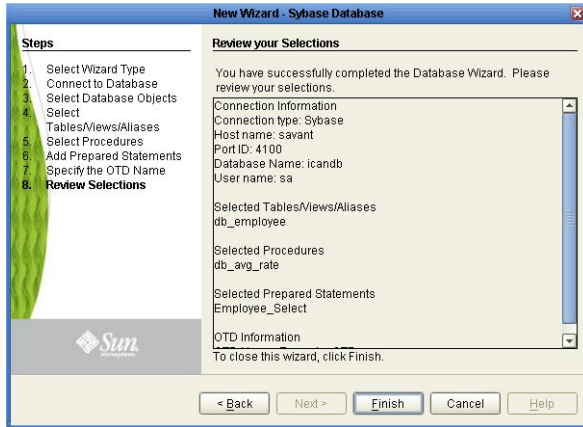 New Wizard - Sybase Database
Steps
1. Select Wizard Type
2. Connect to Database
3. Select Database Objects
4. Select
Tables/Views/Aliases
5. Select Procedures
6. Add Prepared Statements
7. Specify the OTD Name
8. Review Selections
Sun
microsystems
Review your Selections
You have successfully completed the Database Wizard. Please
review your selections.
Connection Information
Connection type: Sybase
Host name: savant
Port ID: 4100
Database Name: icandb
User name: sa
Selected Tables/Views/Aliases
db_employee
Selected Procedures
db_avg_rate
Selected Prepared Statements
Employee_Select
OTD Information
To close this wizard, click Finish.
< Back
Next >
Finish
Cancel
Help